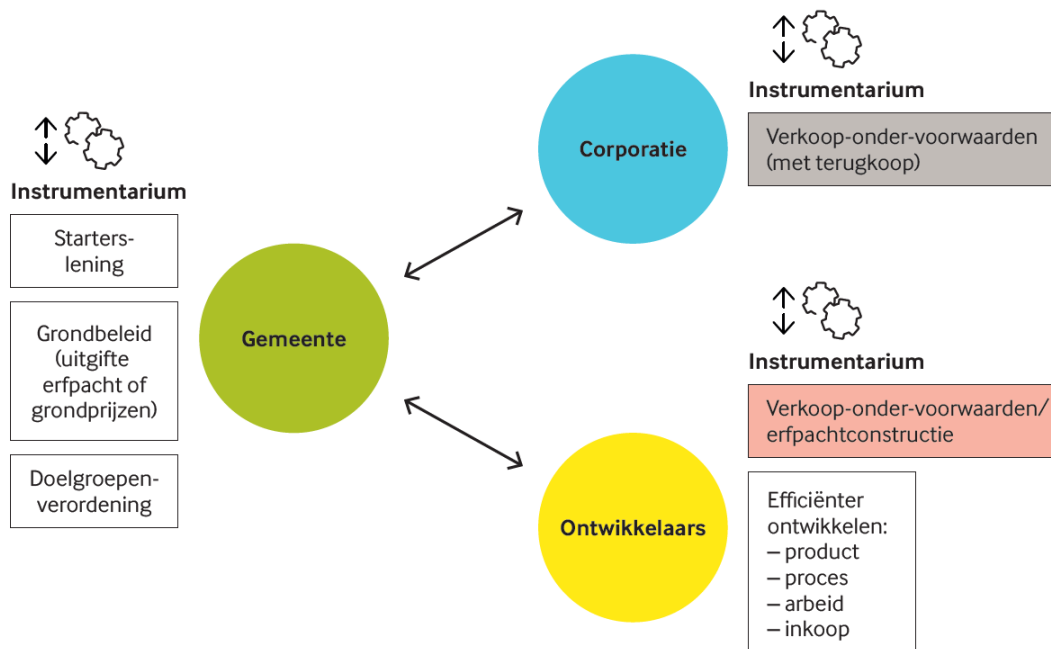 Instrumentarium
Starters-
lening
Grondbeleid
(uitgifte
erfpacht of
grondprijzen)
Doelgroepen-
verordening
Gemeente
Corporatie
Instrumentarium
Verkoop-onder-voorwaarden
(met terugkoop)
Ontwikkelaars
Instrumentarium
Verkoop-onder-voorwaarden/
erfpachtconstructie
Efficiënter
ontwikkelen:
– product
– proces
– arbeid
– inkoop